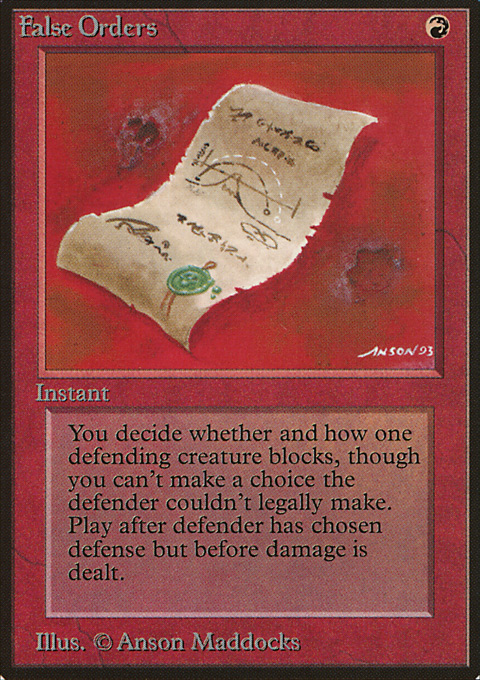 False Orders
ANSON 93
Instant
You decide whether and how one
defending creature blocks, though
you can't make a choice the
defender couldn't legally make.
Play after defender has chosen
defense but before damage is
dealt.
Illus. © Anson Maddocks